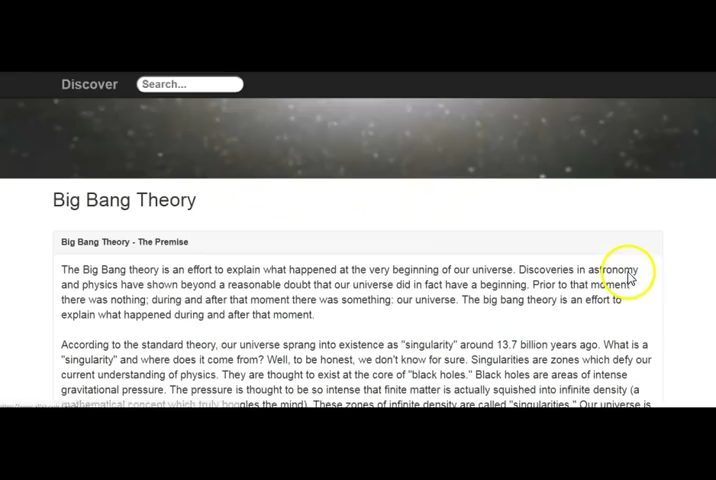 Discover Search...
Big Bang Theory
Big Bang Theory - The Premise
The Big Bang theory is an effort to explain what happened at the very beginning of our universe. Discoveries in astronomy
and physics have shown beyond a reasonable doubt that our universe did in fact have a beginning. Prior to that moment
there was nothing; during and after that moment there was something: our universe. The big bang theory is an effort to
explain what happened during and after that moment.
According to the standard theory, our universe sprang into existence as "singularity" around 13.7 billion years ago. What is a
"singularity" and where does it come from? Well, to be honest, we don't know for sure. Singularities are zones which defy our
current understanding of physics. They are thought to exist at the core of "black holes." Black holes are areas of intense
gravitational pressure. The pressure is thought to be so intense that finite matter is actually squished into infinite density (a
mathematical concept which truly boggles the mind). These zones of infinite density are called "singularities." Our universe is